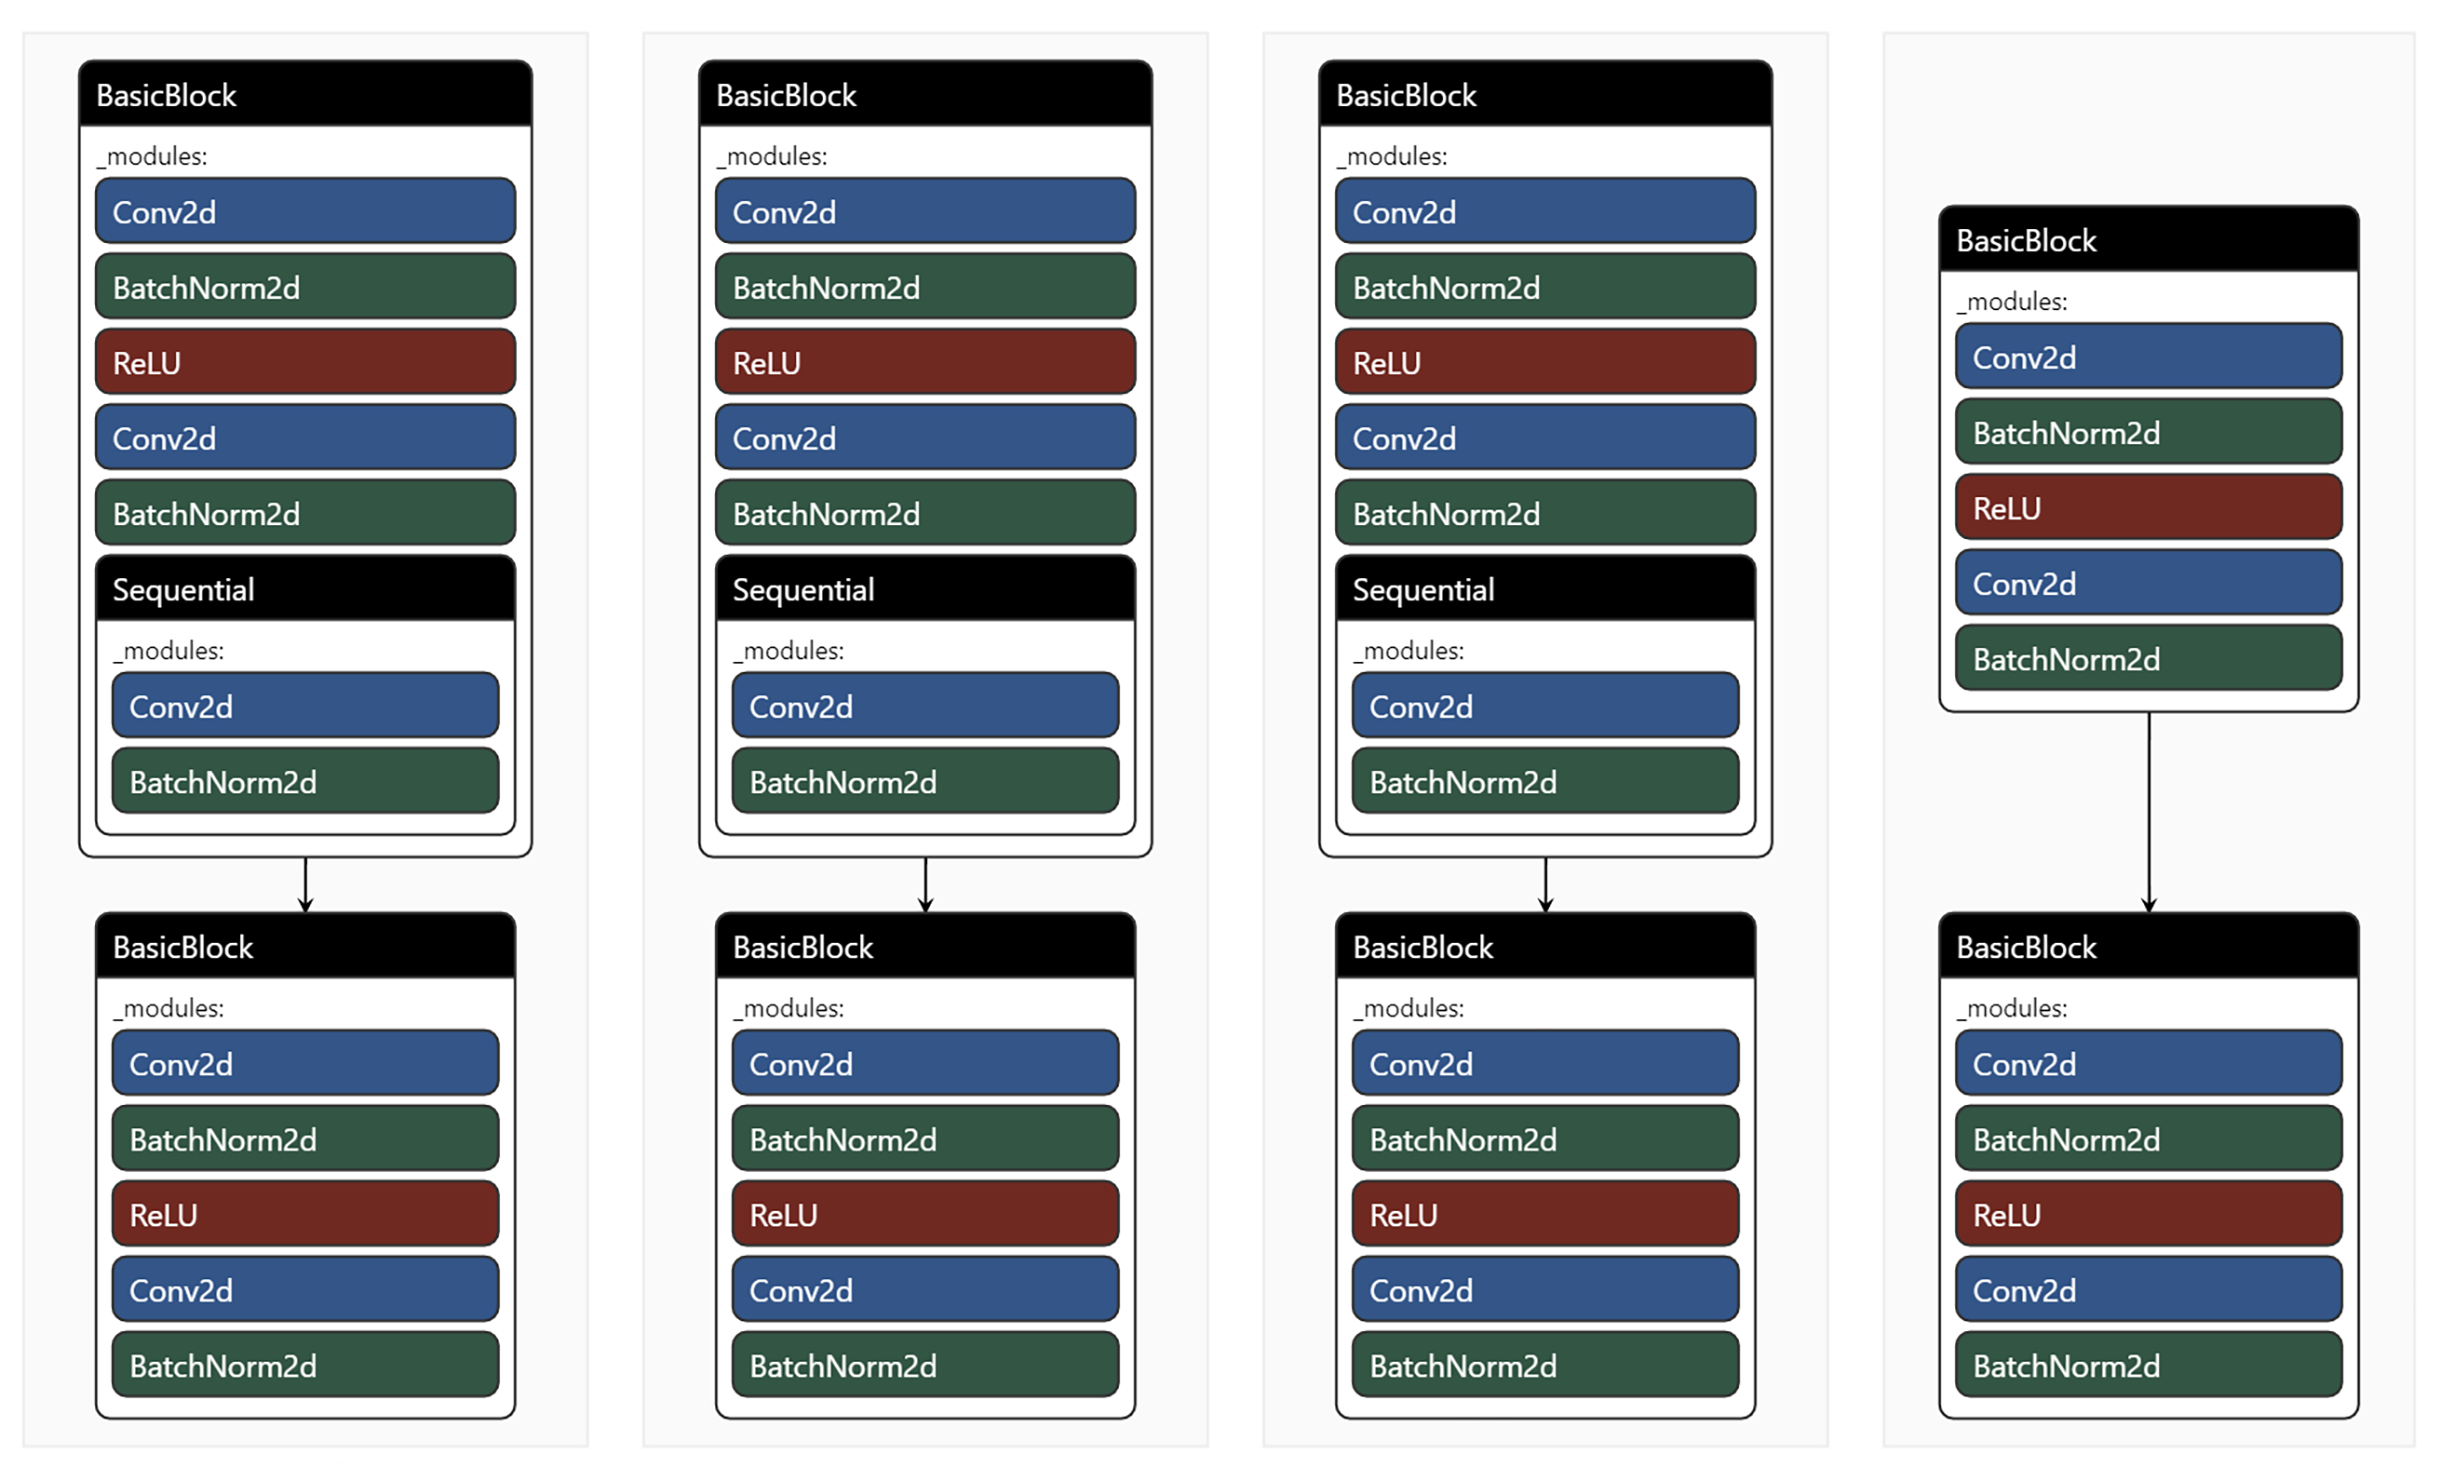 BasicBlock
_modules:
Conv2d
BatchNorm2d
ReLU
Conv2d
BatchNorm2d
Sequential
_modules:
Conv2d
BatchNorm2d
BasicBlock
_modules:
Conv2d
BatchNorm2d
ReLU
Conv2d
BatchNorm2d
BasicBlock
_modules:
Conv2d
BatchNorm2d
ReLU
Conv2d
BatchNorm2d
Sequential
_modules:
Conv2d
BatchNorm2d
BasicBlock
_modules:
Conv2d
BatchNorm2d
ReLU
Conv2d
BatchNorm2d
BasicBlock
_modules:
Conv2d
BatchNorm2d
ReLU
Conv2d
BatchNorm2d
Sequential
_modules:
Conv2d
BatchNorm2d
BasicBlock
_modules:
Conv2d
BatchNorm2d
ReLU
Conv2d
BatchNorm2d
BasicBlock
_modules:
Conv2d
BatchNorm2d
ReLU
Conv2d
BatchNorm2d
BasicBlock
_modules:
Conv2d
BatchNorm2d
ReLU
Conv2d
BatchNorm2d